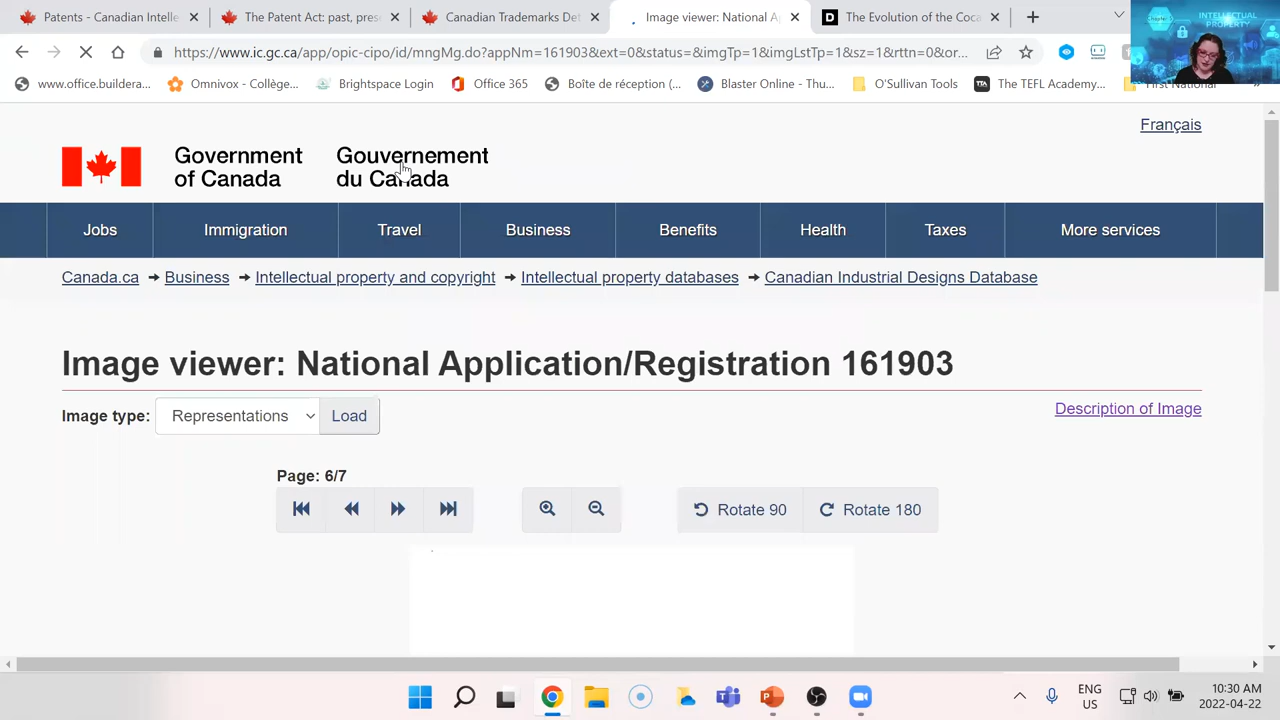 Patents - Canadian Intelle
The Patent Act: past, pres
Canadian Trademarks Det
Image viewer: National A
The Evolution of the Coca
https://www.ic.gc.ca/app/opic-cipo/id/mngMg.do?appNm=161903&ext=0&status=&imgTp=1&imgLstTp=1&sz=1&rttn=0&or...
www.office.buildera...
Omnivox - Collège...
Brightspace Login
Office 365
Boîte de réception (...
Blaster Online - Thu...
O'Sullivan Tools
The TEFL Academy...
First National
INTELLECTUAL
PROPERTY
Français
Government of Canada
Gouvernement du Canada
Jobs
Immigration
Travel
Business
Benefits
Health
Taxes
More services
Canada.ca
Business
Intellectual property and copyright
Intellectual property databases
Canadian Industrial Designs Database
Image viewer: National Application/Registration 161903
Image type:
Representations
Load
Description of Image
Page: 6/7
Rotate 90
Rotate 180
ENG
US
10:30 AM
2022-04-22